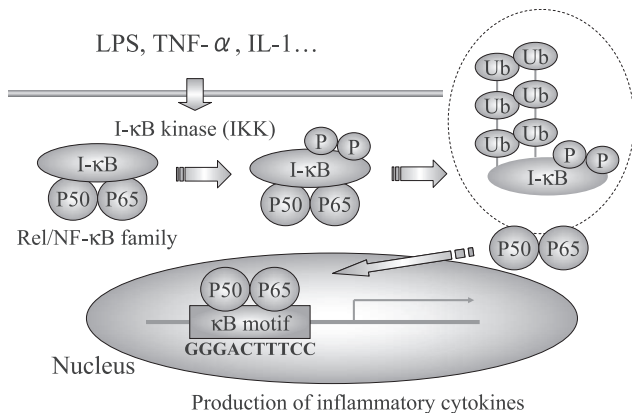 LPS, TNF-α, IL-1…
I-κB kinase (IKK)
I-κB
P50 P65
Rel/NF-κB family
P P
I-κB
P50 P65
Ub Ub
Ub Ub
Ub Ub
P P
I-κB
P50 P65
P50 P65
κB motif
GGGACTTTCC
Nucleus
Production of inflammatory cytokines